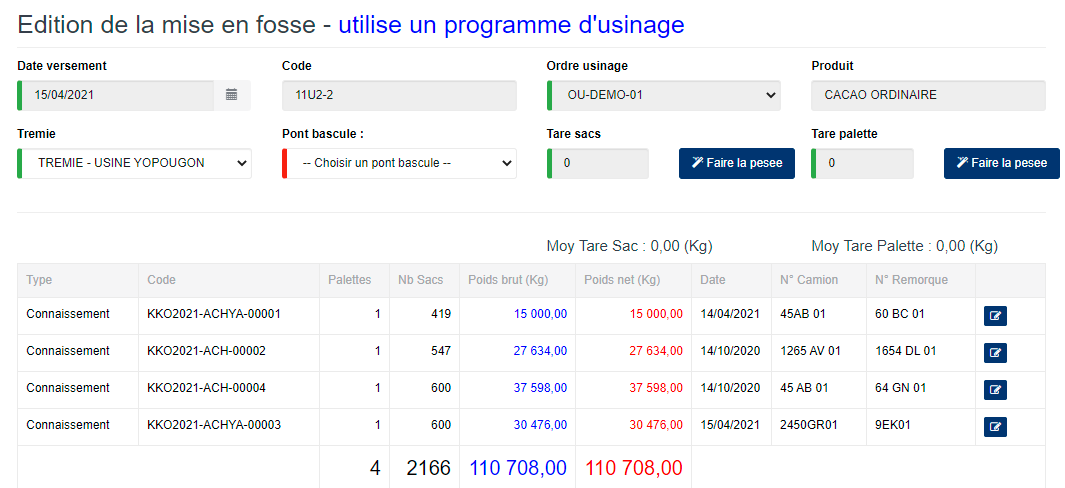 Edition de la mise en fosse - utilise un programme d'usinage
Date versement Code Ordre usinage Produit
15/04/2021 11U2-2 OU-DEMO-01 CACAO ORDINAIRE
Tremie Pont bascule : Tare sacs Tare palette
TREMIE - USINE YOPOUGON -- Choisir un pont bascule -- 0 Faire la pesee 0 Faire la pesee
Moy Tare Sac : 0,00 (Kg) Moy Tare Palette : 0,00 (Kg)
Type Code Palettes Nb Sacs Poids brut (Kg) Poids net (Kg) Date N° Camion N° Remorque
Connaissement KKO2021-ACHYA-00001 1 419 15 000,00 15 000,00 14/04/2021 45AB 01 60 BC 01
Connaissement KKO2021-ACH-00002 1 547 27 634,00 27 634,00 14/10/2020 1265 AV 01 1654 DL 01
Connaissement KKO2021-ACH-00004 1 600 37 598,00 37 598,00 14/10/2020 45 AB 01 64 GN 01
Connaissement KKO2021-ACHYA-00003 1 600 30 476,00 30 476,00 15/04/2021 2450GR01 9EK01
4 2166 110 708,00 110 708,00